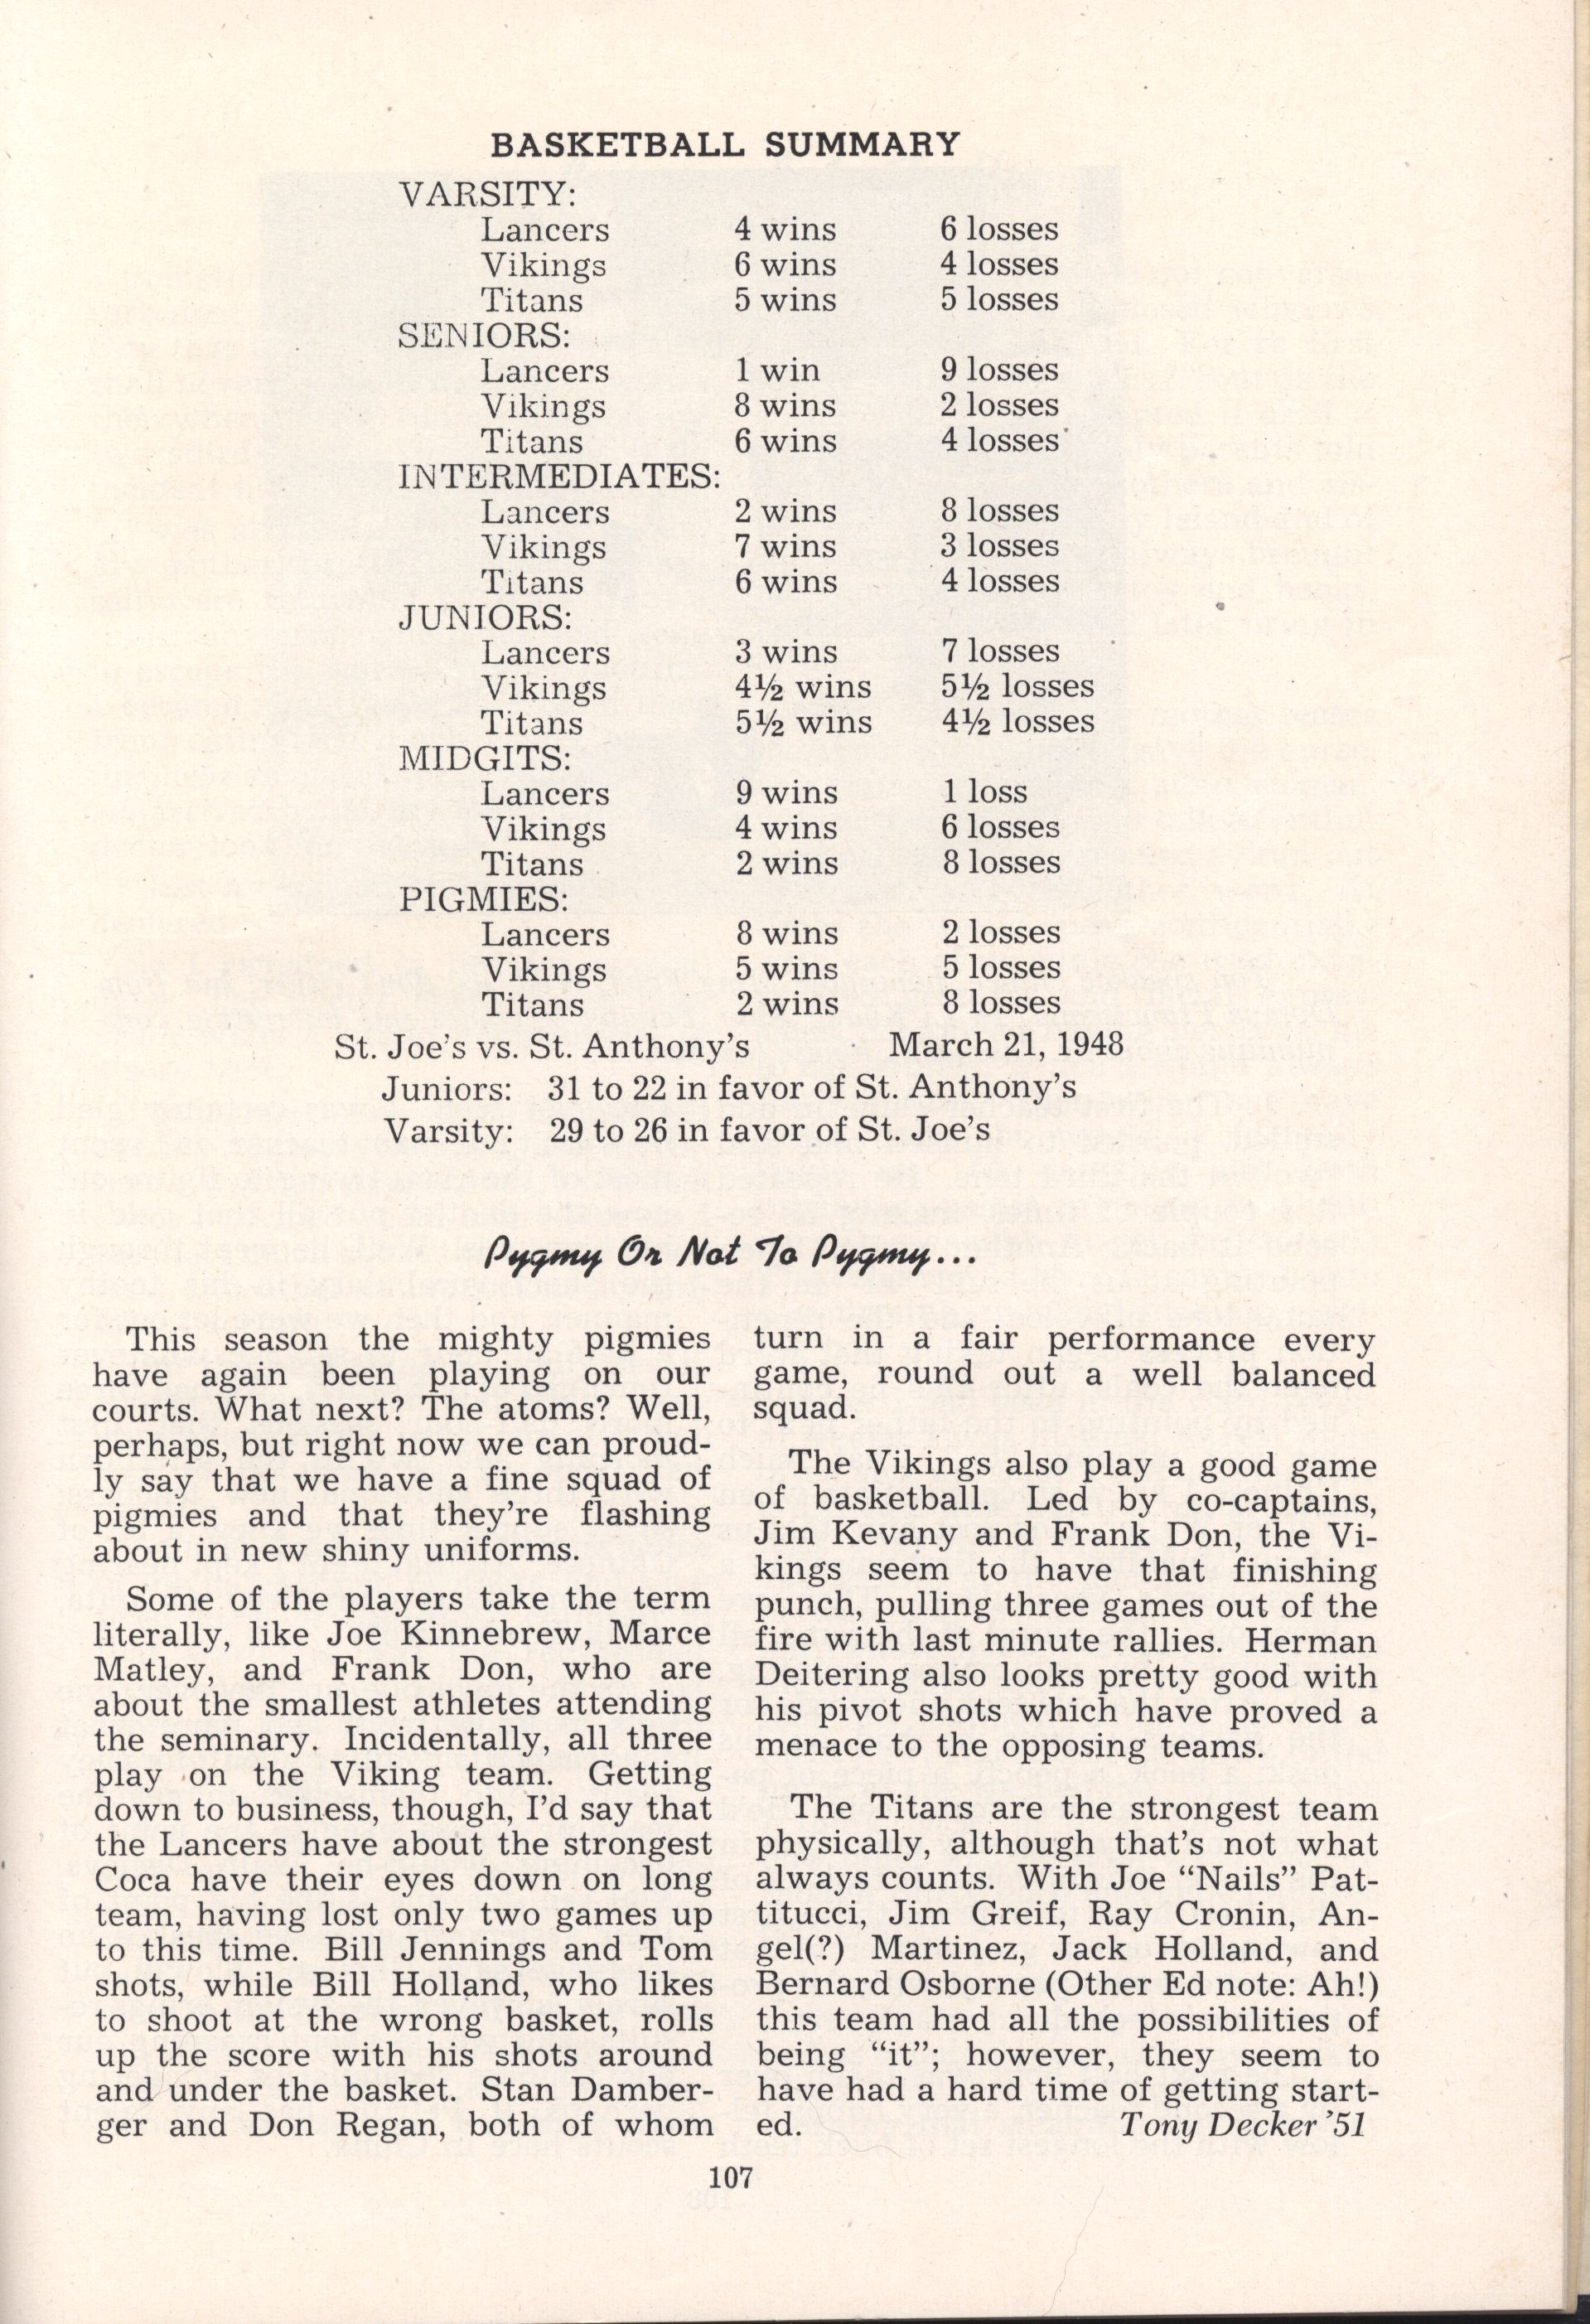 BASKETBALL SUMMARY
VARSITY:
Lancers 4 wins 6 losses
Vikings 6 wins 4 losses
Titans 5 wins 5 losses
SENIORS:
Lancers 1 win 9 losses
Vikings 8 wins 2 losses
Titans 6 wins 4 losses
INTERMEDIATES:
Lancers 2 wins 8 losses
Vikings 7 wins 3 losses
Titans 6 wins 4 losses
JUNIORS:
Lancers 3 wins 7 losses
Vikings 4½ wins 5½ losses
Titans 5½ wins 4½ losses
MIDGITS:
Lancers 9 wins 1 loss
Vikings 4 wins 6 losses
Titans 2 wins 8 losses
PIGMIES:
Lancers 8 wins 2 losses
Vikings 5 wins 5 losses
Titans 2 wins 8 losses
St. Joe's vs. St. Anthony's March 21, 1948
Juniors: 31 to 22 in favor of St. Anthony's
Varsity: 29 to 26 in favor of St. Joe's
Pygmy Or Not To Pygmy...
This season the mighty pigmies
have again been playing on our
courts. What next? The atoms? Well,
perhaps, but right now we can proud-
ly say that we have a fine squad of
pigmies and that they're flashing
about in new shiny uniforms.
Some of the players take the term
literally, like Joe Kinnebrew, Marce
Matley, and Frank Don, who are
about the smallest athletes attending
the seminary. Incidentally, all three
play on the Viking team. Getting
down to business, though, I'd say that
the Lancers have about the strongest
Coca have their eyes down on long
team, having lost only two games up
to this time. Bill Jennings and Tom
shots, while Bill Holland, who likes
to shoot at the wrong basket, rolls
up the score with his shots around
and under the basket. Stan Damber-
ger and Don Regan, both of whom
turn in a fair performance every
game, round out a well balanced
squad.
The Vikings also play a good game
of basketball. Led by co-captains,
Jim Kevany and Frank Don, the Vi-
kings seem to have that finishing
punch, pulling three games out of the
fire with last minute rallies. Herman
Deitering also looks pretty good with
his pivot shots which have proved a
menace to the opposing teams.
The Titans are the strongest team
physically, although that's not what
always counts. With Joe "Nails" Pat-
titucci, Jim Greif, Ray Cronin, An-
gel(?) Martinez, Jack Holland, and
Bernard Osborne (Other Ed note: Ah!)
this team had all the possibilities of
being "it"; however, they seem to
have had a hard time of getting start-
ed. Tony Decker '51
107